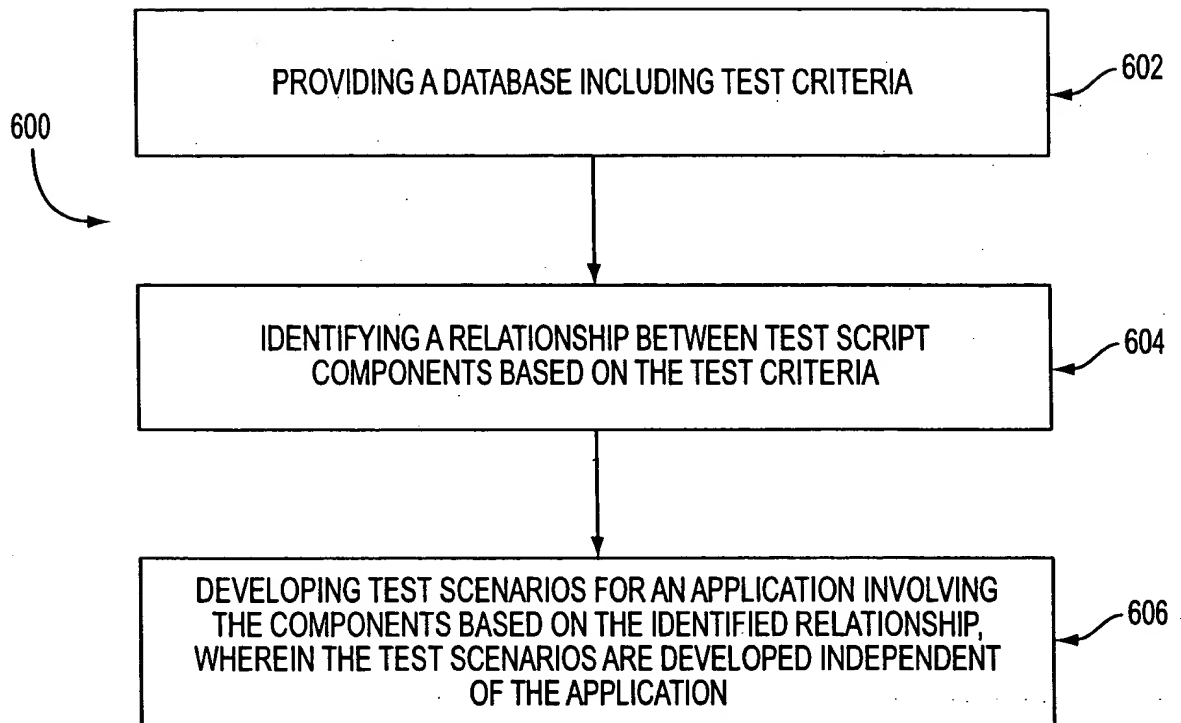 PROVIDING A DATABASE INCLUDING TEST CRITERIA
602
600
IDENTIFYING A RELATIONSHIP BETWEEN TEST SCRIPT
COMPONENTS BASED ON THE TEST CRITERIA
604
DEVELOPING TEST SCENARIOS FOR AN APPLICATION INVOLVING
THE COMPONENTS BASED ON THE IDENTIFIED RELATIONSHIP,
WHEREIN THE TEST SCENARIOS ARE DEVELOPED INDEPENDENT
OF THE APPLICATION
606